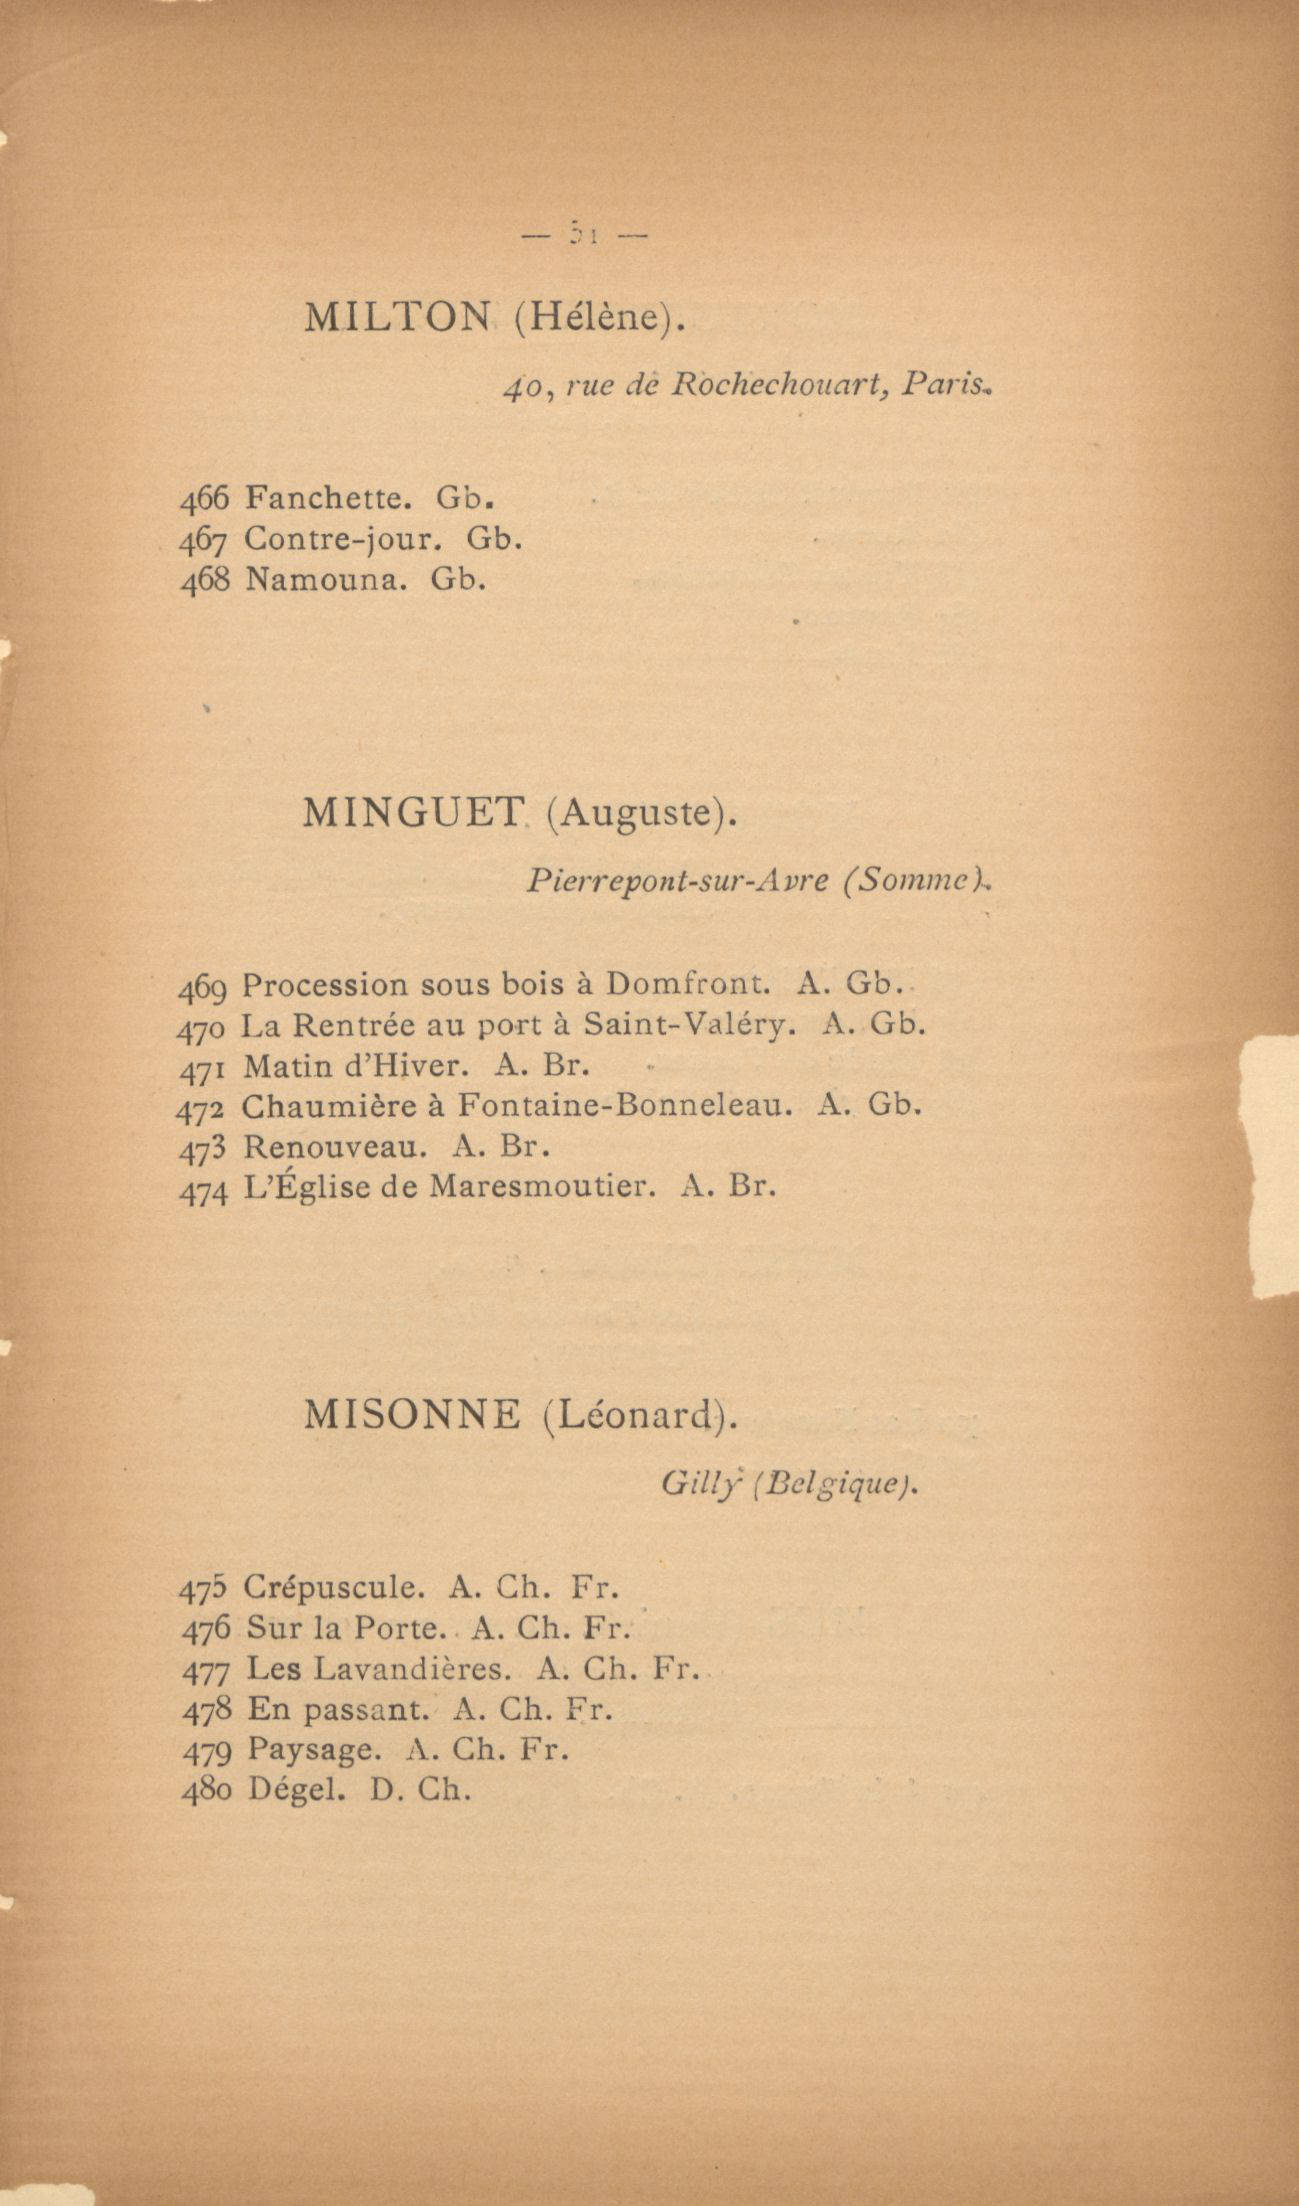 — 51 —
MILTON (Hélène).
40, rue de Rochechouart, Paris.
466 Fanchette. Gb.
467 Contre-jour. Gb.
468 Namouna. Gb.
MINGUET (Auguste).
Pierrepont-sur-Avre (Somme).
469 Procession sous bois à Domfront. A. Gb.
470 La Rentrée au port à Saint-Valéry. A. Gb.
471 Matin d'Hiver. A. Br.
472 Chaumière à Fontaine-Bonneleau. A. Gb.
473 Renouveau. A. Br.
474 L'Église de Maresmoutier. A. Br.
MISONNE (Léonard).
Gilly (Belgique).
475 Crépuscule. A. Ch. Fr.
476 Sur la Porte. A. Ch. Fr.
477 Les Lavandières. A. Ch. Fr.
478 En passant. A. Ch. Fr.
479 Paysage. A. Ch. Fr.
480 Dégel. D. Ch.